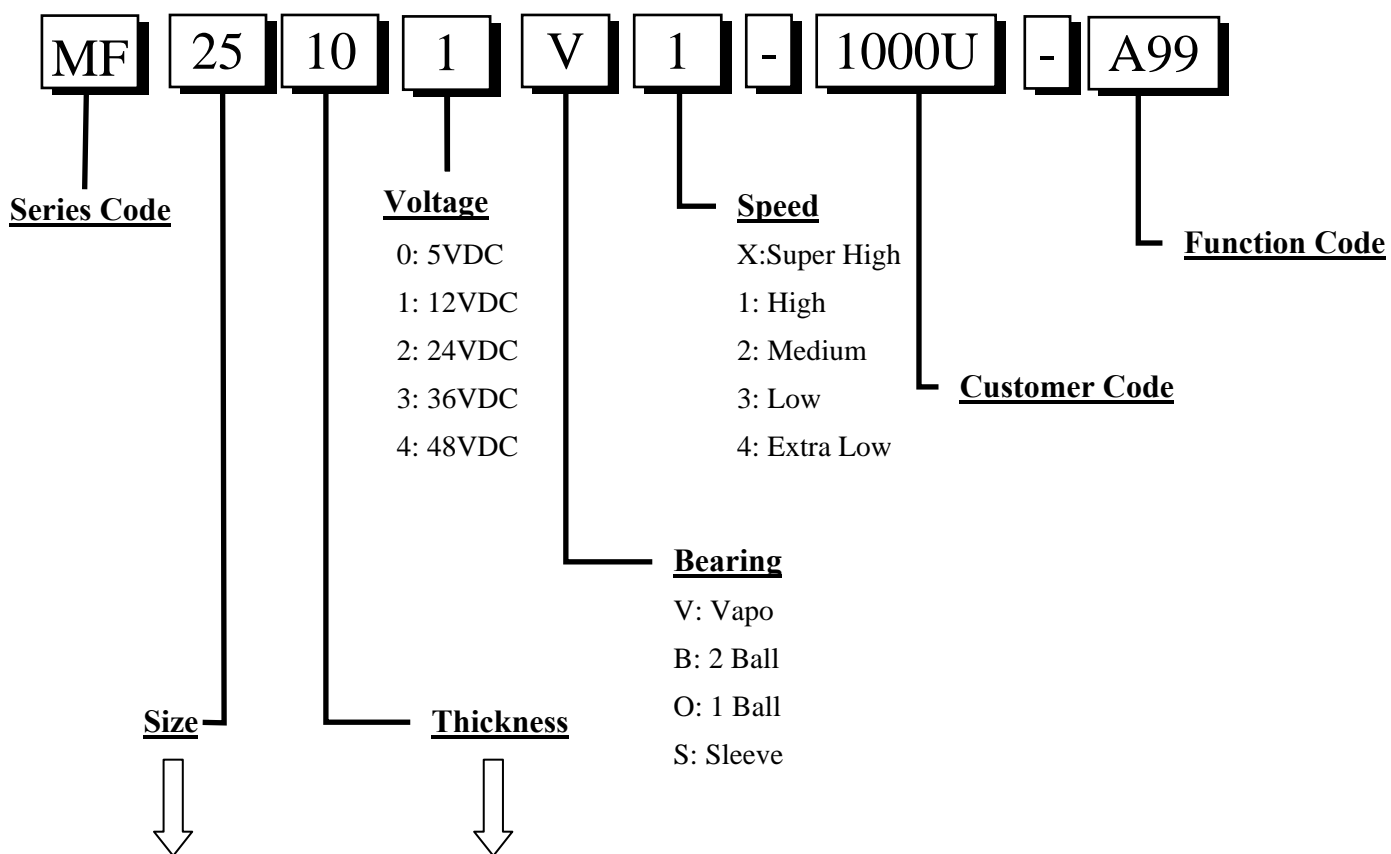 MF 25 10 1 V 1 - 1000U - A99
Series Code
Voltage
0: 5VDC
1: 12VDC
2: 24VDC
3: 36VDC
4: 48VDC
Speed
X:Super High
1: High
2: Medium
3: Low
4: Extra Low
Function Code
Customer Code
Bearing
V: Vapo
B: 2 Ball
O: 1 Ball
S: Sleeve
Size
Thickness